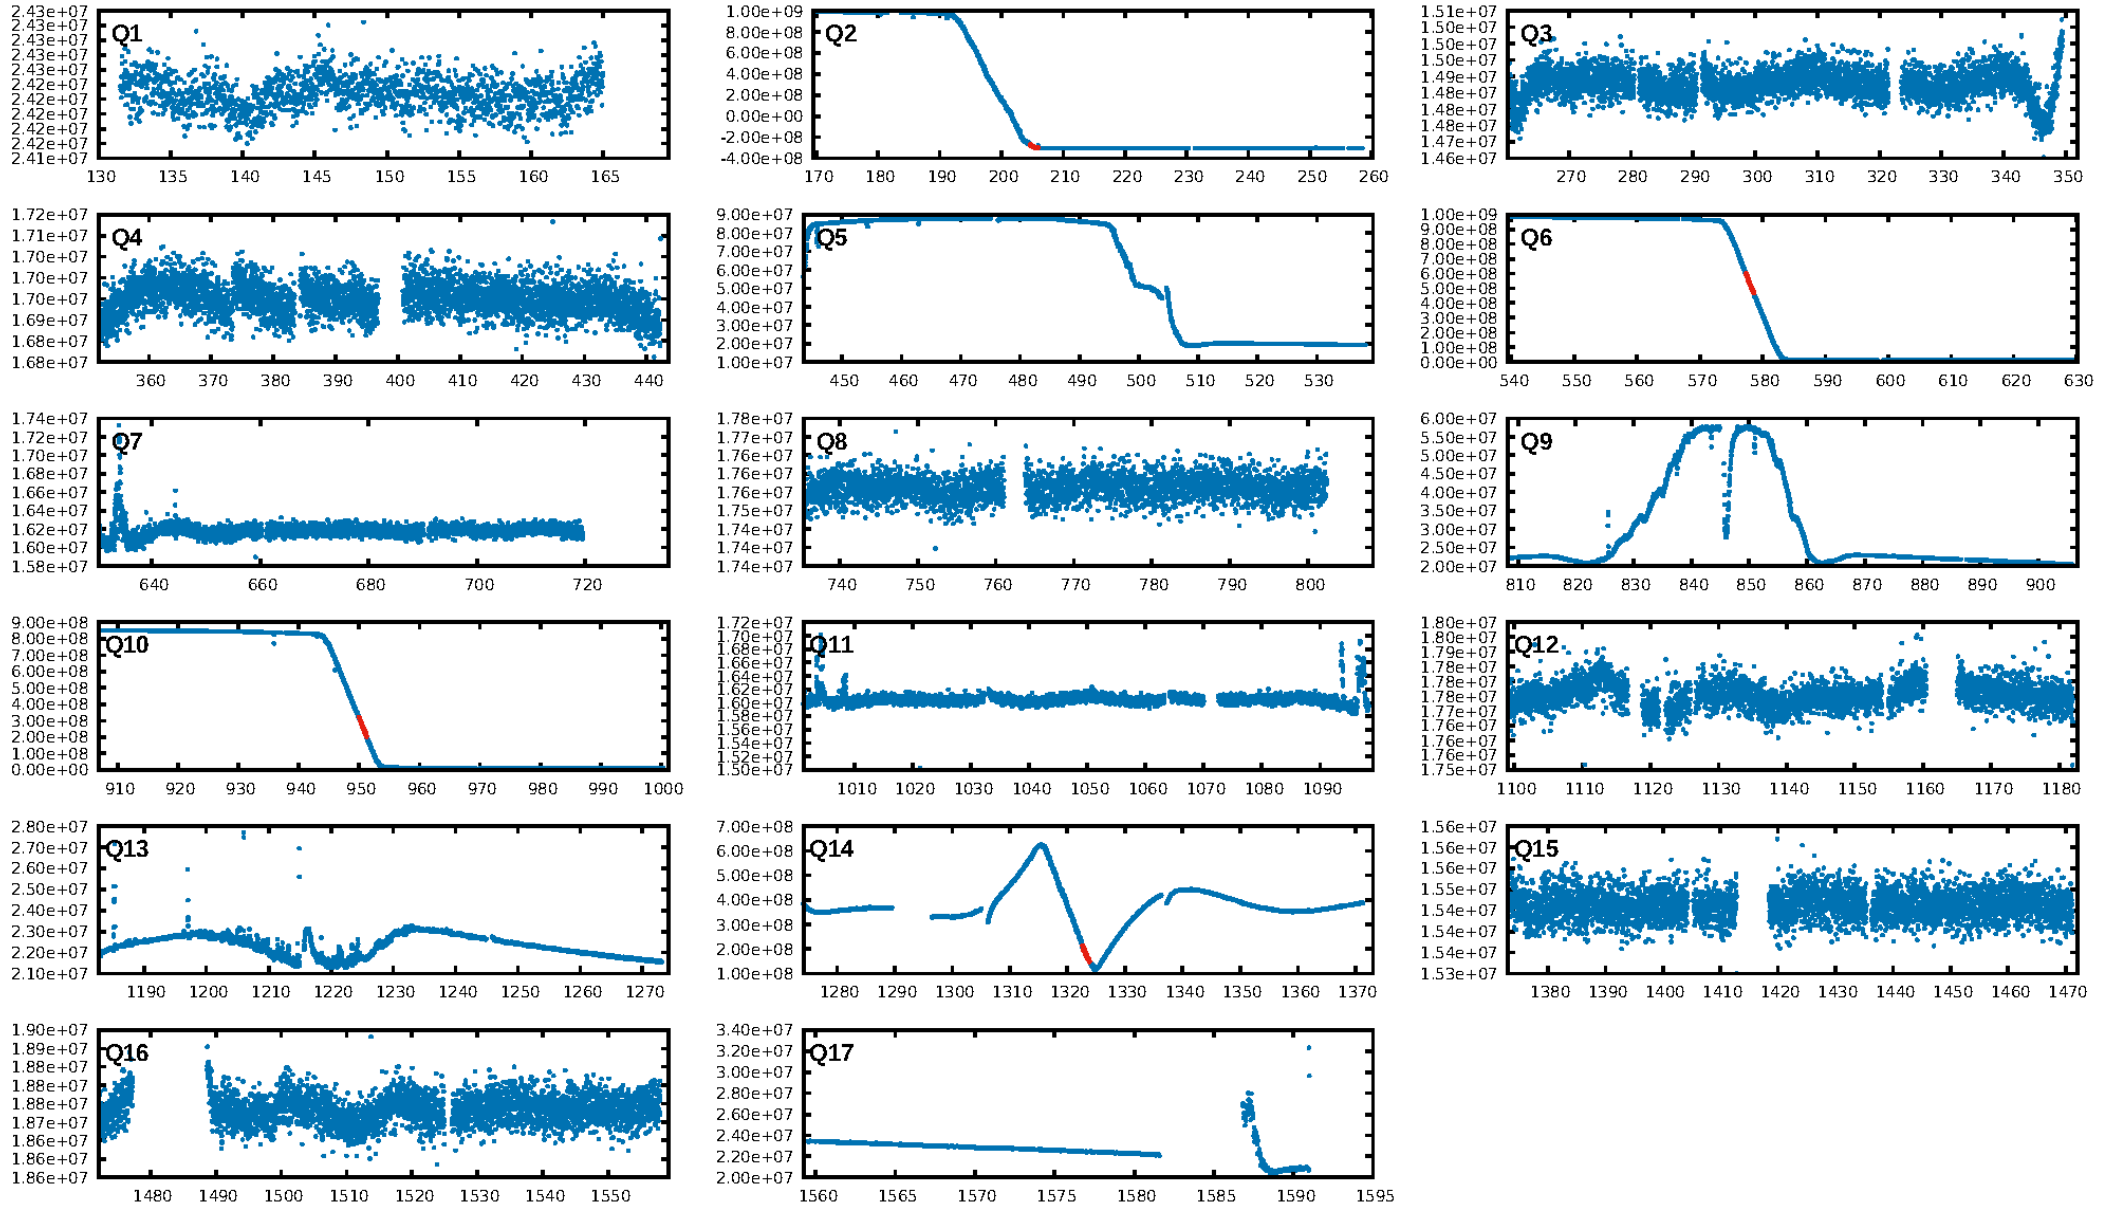 2.43e+07
2.43e+07
2.43e+07
2.43e+07
2.43e+07
2.42e+07
2.42e+07
2.42e+07
2.42e+07
2.42e+07
2.41e+07
Q1
130 135 140 145 150 155 160 165
1.00e+09
8.00e+08
6.00e+08
4.00e+08
2.00e+08
0.00e+00
-2.00e+08
-4.00e+08
Q2
170 180 190 200 210 220 230 240 250 260
1.51e+07
1.50e+07
1.50e+07
1.50e+07
1.49e+07
1.49e+07
1.48e+07
1.48e+07
1.47e+07
1.46e+07
Q3
270 280 290 300 310 320 330 340 350
1.72e+07
1.71e+07
1.70e+07
1.70e+07
1.70e+07
1.69e+07
1.68e+07
1.68e+07
Q4
360 370 380 390 400 410 420 430 440
9.00e+07
8.00e+07
7.00e+07
6.00e+07
5.00e+07
4.00e+07
3.00e+07
2.00e+07
1.00e+07
Q5
450 460 470 480 490 500 510 520 530
1.00e+09
9.00e+08
8.00e+08
7.00e+08
6.00e+08
5.00e+08
4.00e+08
3.00e+08
2.00e+08
1.00e+08
0.00e+00
Q6
540 550 560 570 580 590 600 610 620 630
1.74e+07
1.72e+07
1.70e+07
1.68e+07
1.66e+07
1.64e+07
1.62e+07
1.60e+07
1.58e+07
Q7
640 660 680 700 720
1.78e+07
1.77e+07
1.76e+07
1.76e+07
1.76e+07
1.75e+07
1.74e+07
1.74e+07
1.74e+07
Q8
740 750 760 770 780 790 800
6.00e+07
5.50e+07
5.00e+07
4.50e+07
4.00e+07
3.50e+07
3.00e+07
2.50e+07
2.00e+07
Q9
810 820 830 840 850 860 870 880 890 900
9.00e+08
8.00e+08
7.00e+08
6.00e+08
5.00e+08
4.00e+08
3.00e+08
2.00e+08
1.00e+08
0.00e+00
Q10
910 920 930 940 950 960 970 980 990 1000
1.72e+07
1.70e+07
1.68e+07
1.66e+07
1.64e+07
1.62e+07
1.60e+07
1.58e+07
1.56e+07
1.54e+07
1.52e+07
1.50e+07
Q11
1010 1020 1030 1040 1050 1060 1070 1080 1090
1.80e+07
1.80e+07
1.78e+07
1.78e+07
1.78e+07
1.77e+07
1.76e+07
1.76e+07
1.75e+07
Q12
1100 1110 1120 1130 1140 1150 1160 1170 1180
2.80e+07
2.70e+07
2.60e+07
2.50e+07
2.40e+07
2.30e+07
2.20e+07
2.10e+07
Q13
1190 1200 1210 1220 1230 1240 1250 1260 1270
7.00e+08
6.00e+08
5.00e+08
4.00e+08
3.00e+08
2.00e+08
1.00e+08
Q14
1280 1290 1300 1310 1320 1330 1340 1350 1360 1370
1.56e+07
1.56e+07
1.55e+07
1.55e+07
1.54e+07
1.54e+07
1.54e+07
1.53e+07
Q15
1380 1390 1400 1410 1420 1430 1440 1450 1460 1470
1.90e+07
1.89e+07
1.88e+07
1.88e+07
1.88e+07
1.87e+07
1.86e+07
1.86e+07
1.86e+07
Q16
1480 1490 1500 1510 1520 1530 1540 1550
3.40e+07
3.20e+07
3.00e+07
2.80e+07
2.60e+07
2.40e+07
2.20e+07
2.00e+07
Q17
1560 1565 1570 1575 1580 1585 1590 1595